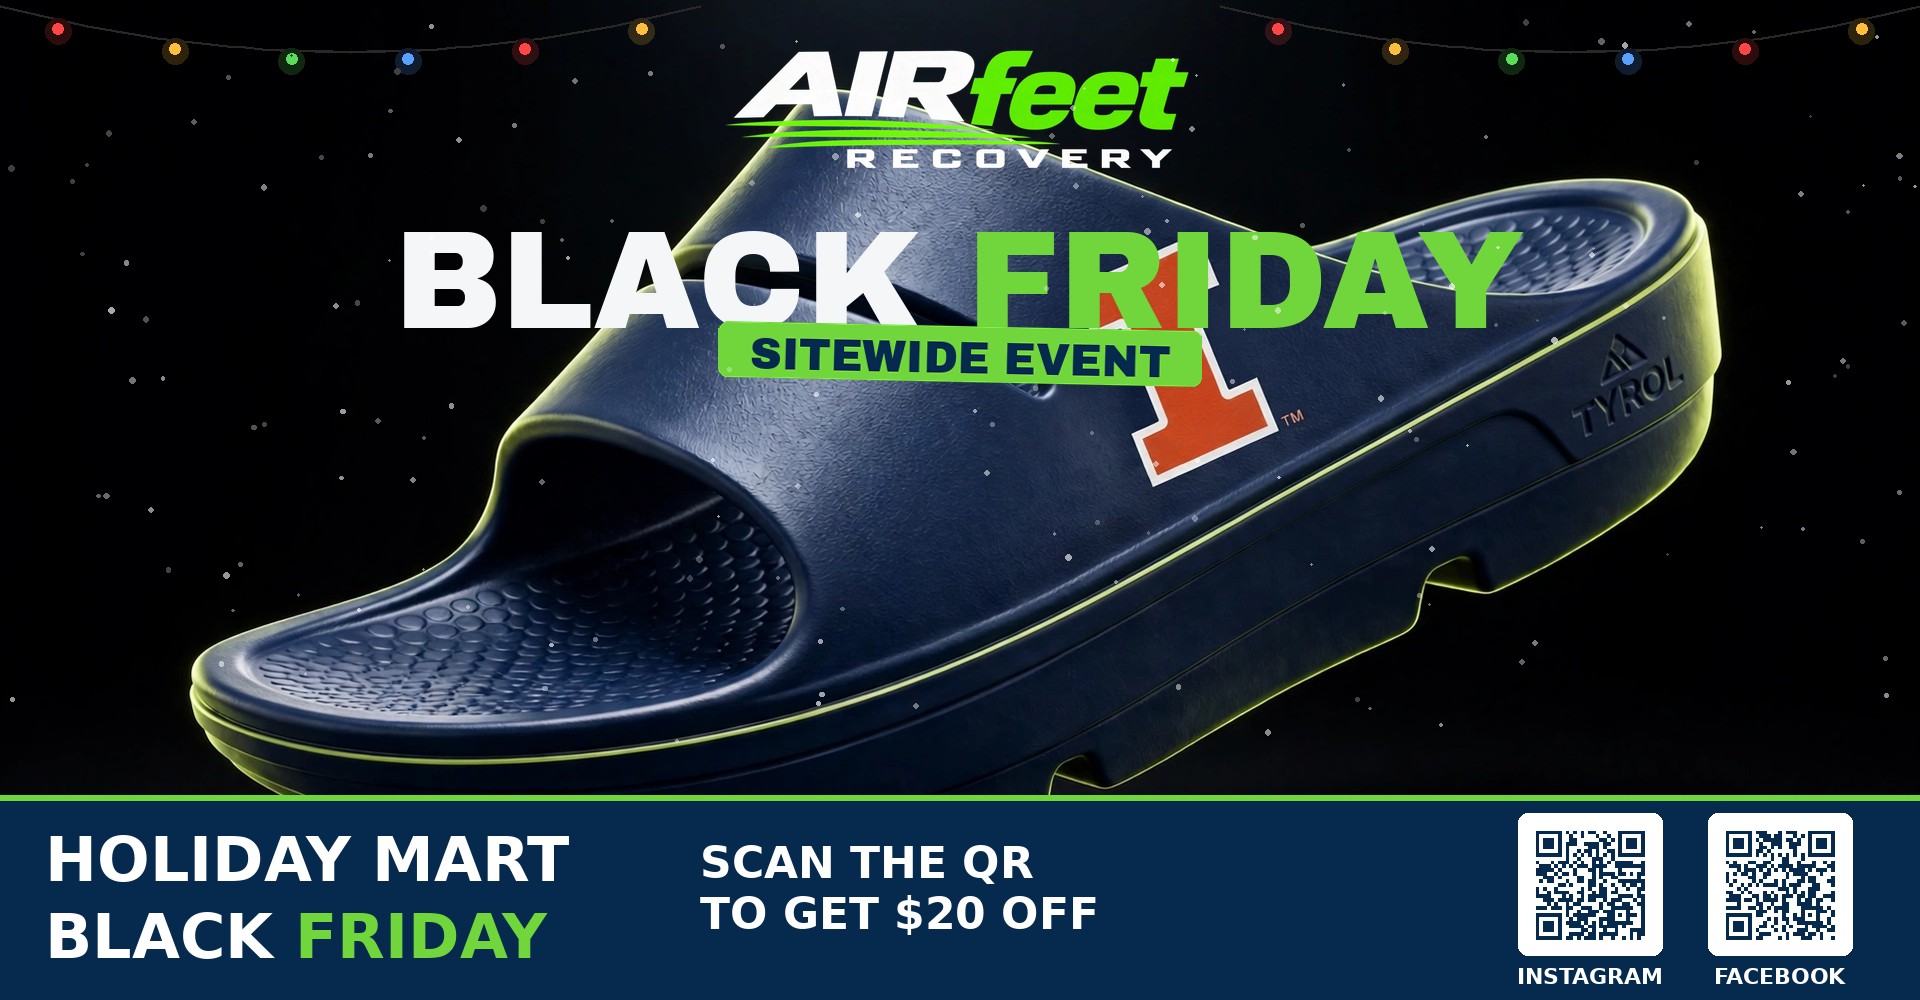 AIRfeet
RECOVERY
BLACK FRIDAY
SITEWIDE EVENT
I
TM
TYROL
HOLIDAY MART
BLACK FRIDAY
SCAN THE QR
TO GET $20 OFF
INSTAGRAM
FACEBOOK